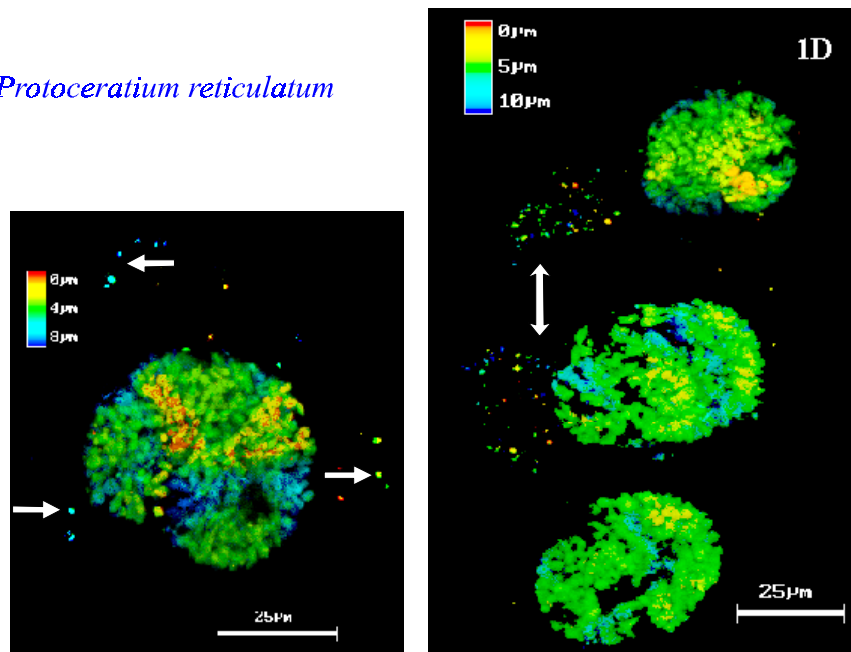 Protoceratium reticulatum
0µm
4µm
8µm
25µm
0µm
5µm
10µm
1D
25µm